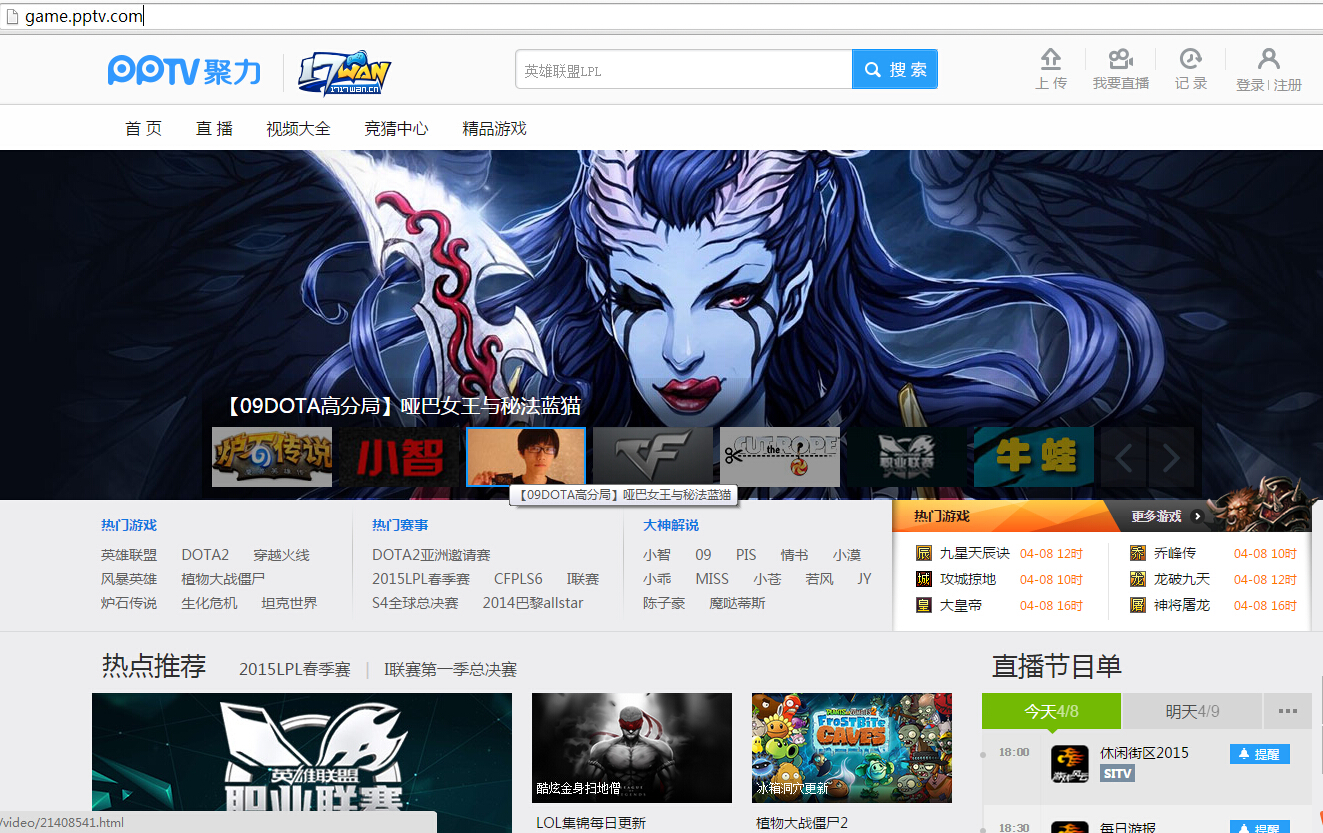 game.pptv.com
PPTV聚力
17WAN
1717wan.cn
英雄联盟LPL
搜 索
上 传
我要直播
记 录
登录 | 注册
首 页
直 播
视频大全
竞猜中心
精品游戏
【09DOTA高分局】哑巴女王与秘法蓝猫
炉石传说
小智
CF
CUT the ROPE
职业联赛
牛蛙
【09DOTA高分局】哑巴女王与秘法蓝猫
热门游戏
英雄联盟 DOTA2 穿越火线
风暴英雄 植物大战僵尸
炉石传说 生化危机 坦克世界
热门赛事
DOTA2亚洲邀请赛
2015LPL春季赛 CFPLS6 I联赛
S4全球总决赛 2014巴黎allstar
大神解说
小智 09 PIS 情书 小漠
小乖 MISS 小苍 若风 JY
陈子豪 魔哒蒂斯
热门游戏
更多游戏
辰 九星天辰诀 04-08 12时
城 攻城掠地 04-08 10时
皇 大皇帝 04-08 16时
乔 乔峰传 04-08 10时
龙 龙破九天 04-08 12时
屠 神将屠龙 04-08 16时
热点推荐
2015LPL春季赛 | I联赛第一季总决赛
英雄联盟
职业联赛
酷炫金身扫地僧
LOL集锦每日更新
PLANTS ZOMBIES 2
FROSTBITE CAVES
冰箱洞穴更新
植物大战僵尸2
直播节目单
今天4/8
明天4/9
18:00
游戏风云
休闲街区2015
SITV
提醒
18:30
每日游报
提醒
/video/21408541.html